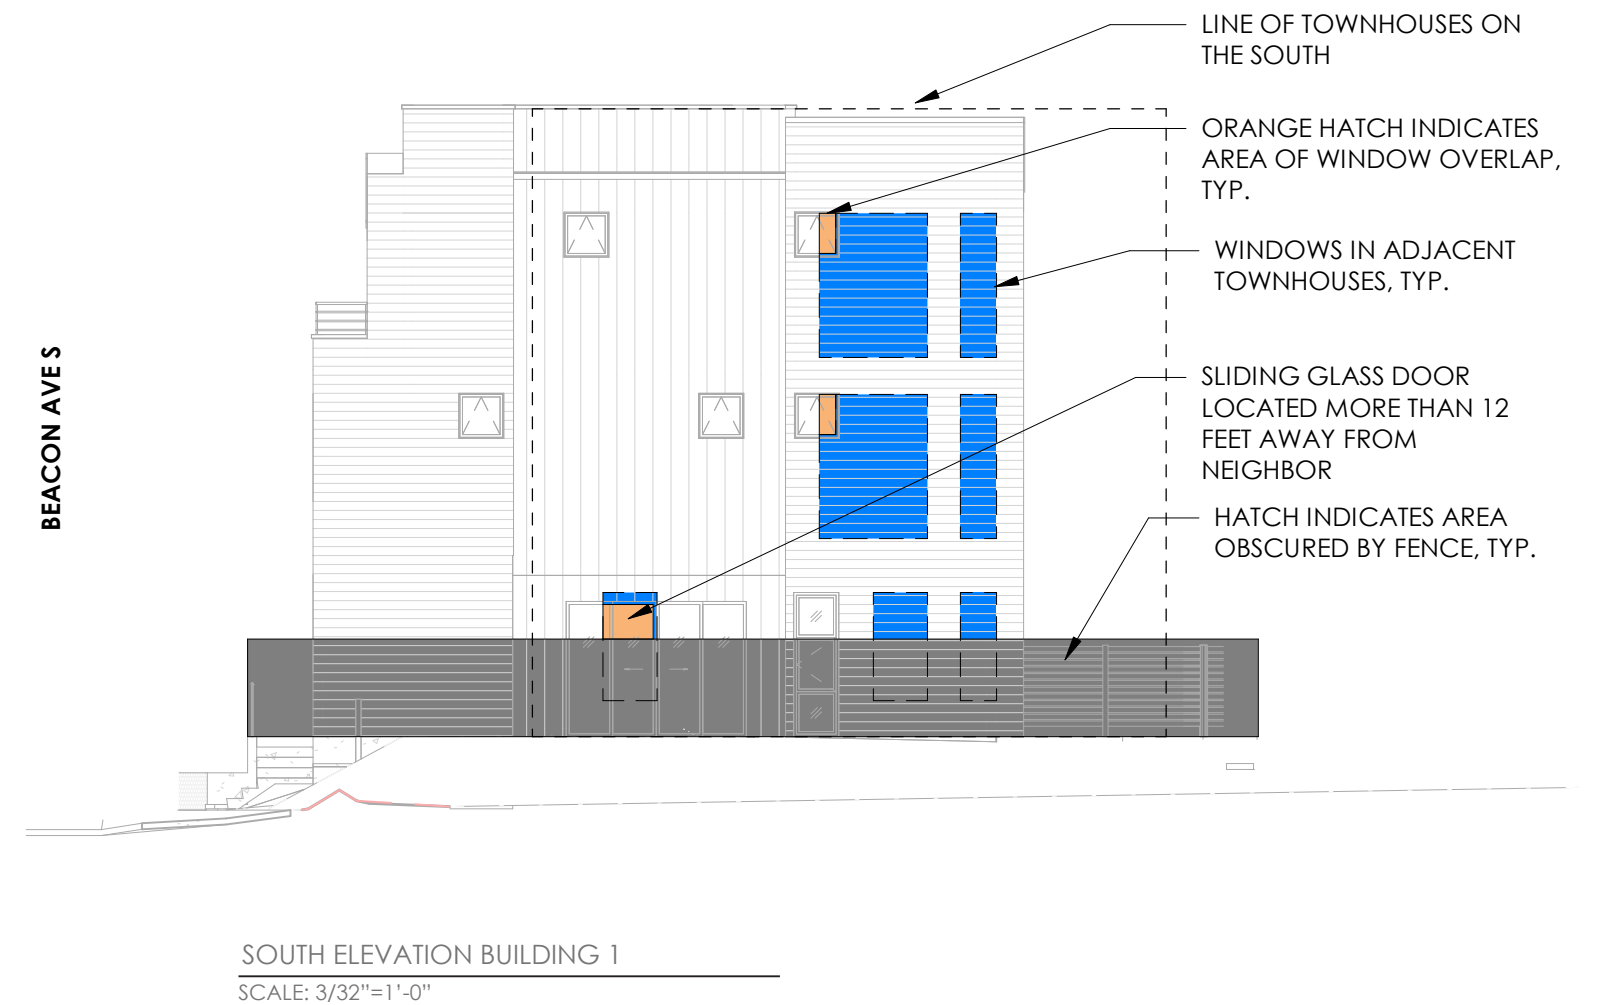 LINE OF TOWNHOUSES ON
THE SOUTH
ORANGE HATCH INDICATES
AREA OF WINDOW OVERLAP,
TYP.
WINDOWS IN ADJACENT
TOWNHOUSES, TYP.
SLIDING GLASS DOOR
LOCATED MORE THAN 12
FEET AWAY FROM
NEIGHBOR
HATCH INDICATES AREA
OBSCURED BY FENCE, TYP.
BEACON AVE S
SOUTH ELEVATION BUILDING 1
SCALE: 3/32”=1’-0”